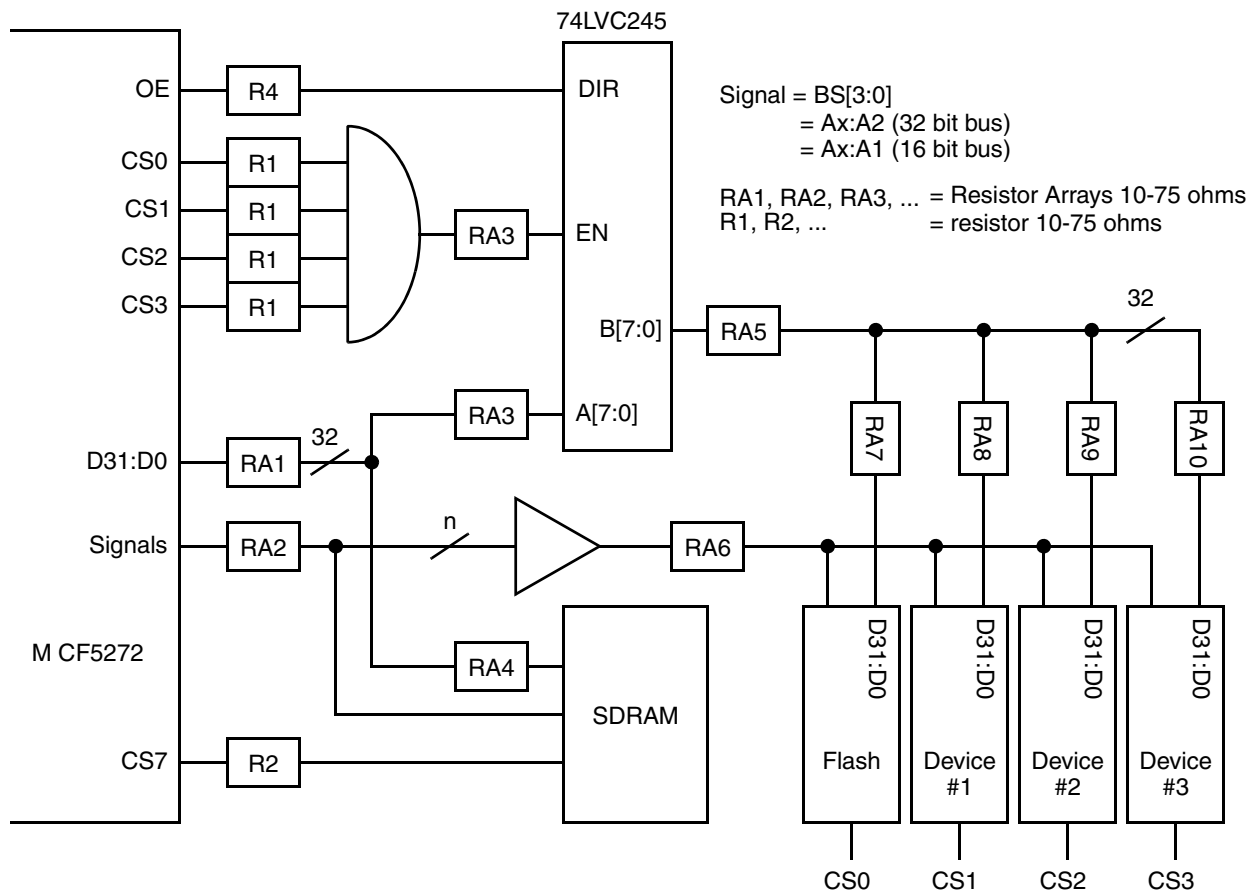 74LVC245
OE
R4
DIR
Signal = BS[3:0]
= Ax:A2 (32 bit bus)
= Ax:A1 (16 bit bus)
CS0
R1
CS1
R1
CS2
R1
CS3
R1
RA3
EN
RA1, RA2, RA3, ... = Resistor Arrays 10-75 ohms
R1, R2, ... = resistor 10-75 ohms
B[7:0]
RA5
32
RA3
A[7:0]
RA7
RA8
RA9
RA10
D31:D0
RA1
32
Signals
RA2
n
RA6
M CF5272
RA4
SDRAM
CS7
R2
D31:D0
Flash
D31:D0
Device
#1
D31:D0
Device
#2
D31:D0
Device
#3
CS0
CS1
CS2
CS3